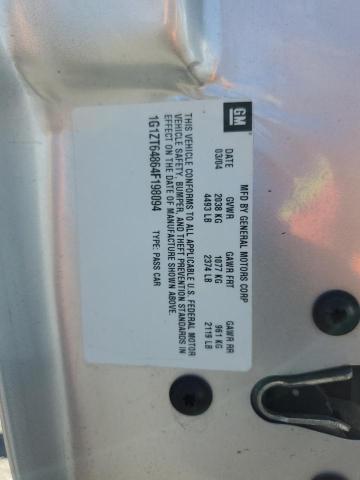 GM
MFD BY GENERAL MOTORS CORP
DATE GVWR GAWR FRT GAWR RR
03/04 2038 KG 1077 KG 961 KG
4493 LB 2374 LB 2119 LB
THIS VEHICLE CONFORMS TO ALL APPLICABLE U.S. FEDERAL MOTOR
VEHICLE SAFETY, BUMPER, AND THEFT PREVENTION STANDARDS IN
EFFECT ON THE DATE OF MANUFACTURE SHOWN ABOVE.
1G1ZT64864F198094 TYPE: PASS CAR